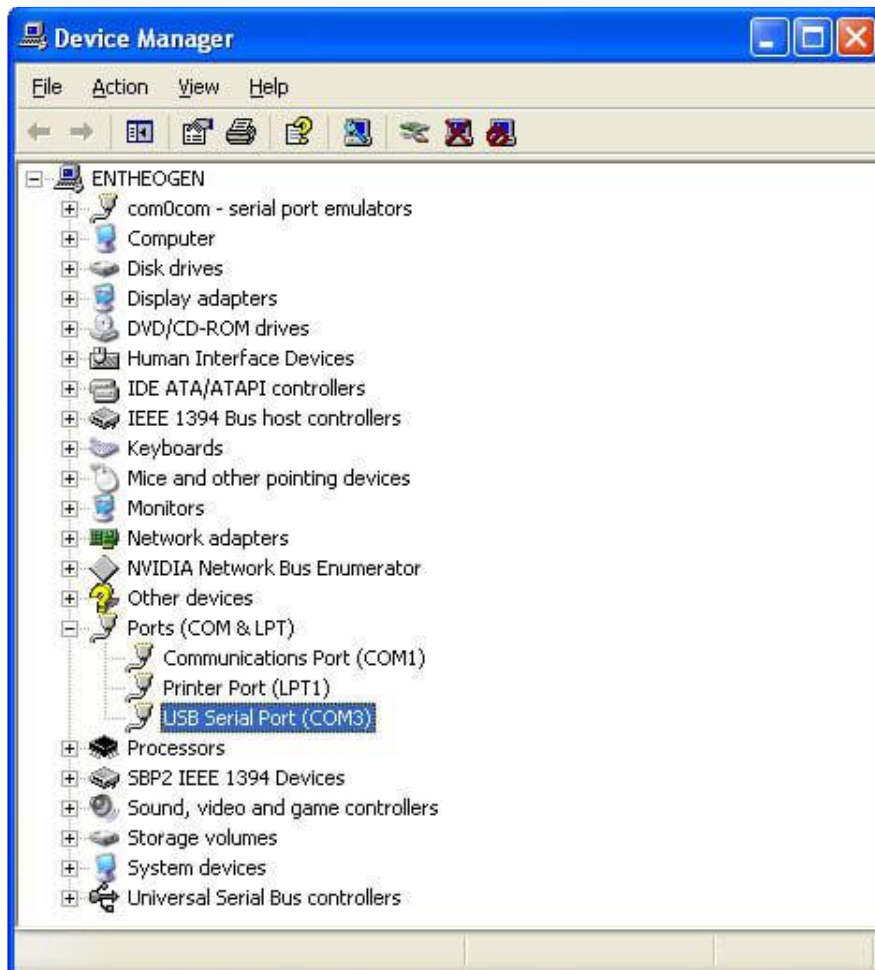 Device Manager
File Action View Help
ENTHEOGEN
com0com - serial port emulators
Computer
Disk drives
Display adapters
DVD/CD-ROM drives
Human Interface Devices
IDE ATA/ATAPI controllers
IEEE 1394 Bus host controllers
Keyboards
Mice and other pointing devices
Monitors
Network adapters
NVIDIA Network Bus Enumerator
Other devices
Ports (COM & LPT)
Communications Port (COM1)
Printer Port (LPT1)
USB Serial Port (COM3)
Processors
SBP2 IEEE 1394 Devices
Sound, video and game controllers
Storage volumes
System devices
Universal Serial Bus controllers